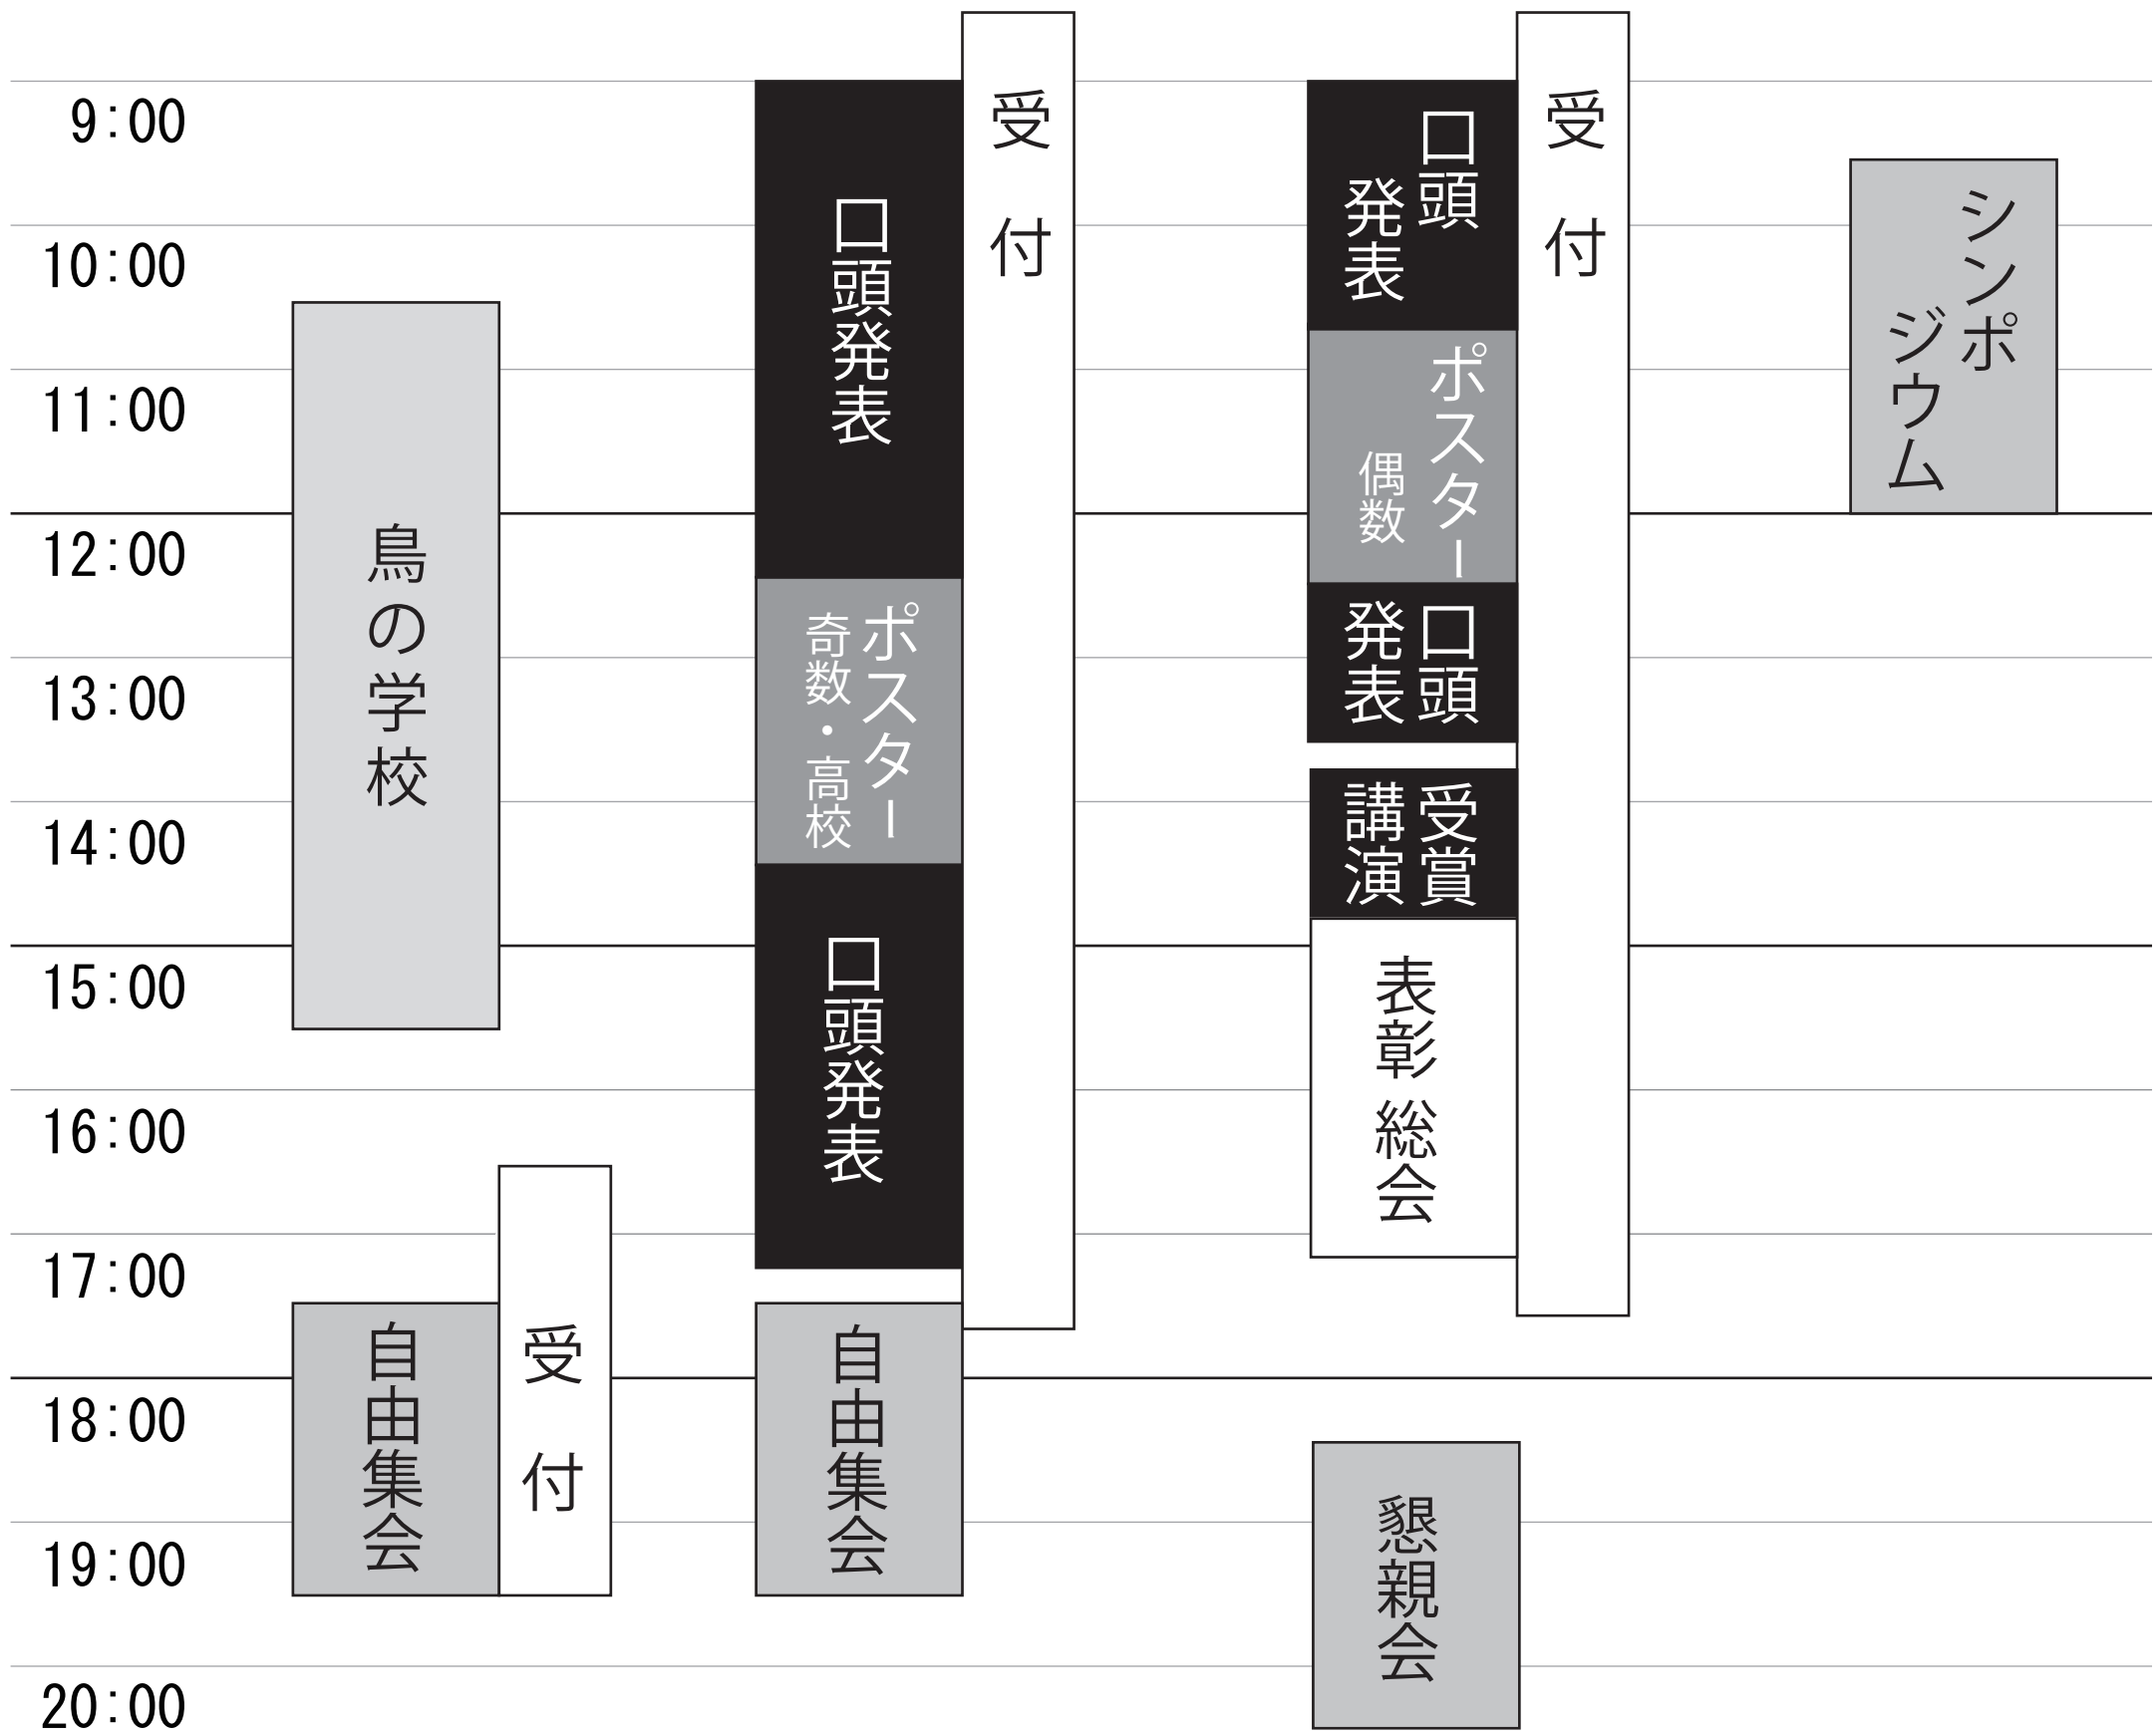 9:00
10:00
11:00
12:00
13:00
14:00
15:00
16:00
17:00
18:00
19:00
20:00
鳥の学校
自由集会
受付
口頭発表
ポスター
奇数・高校
口頭発表
自由集会
受付
口頭
発表
ポスター
偶数
口頭
発表
受賞
講演
表彰 総会
懇親会
受付
シンポ
ジウム